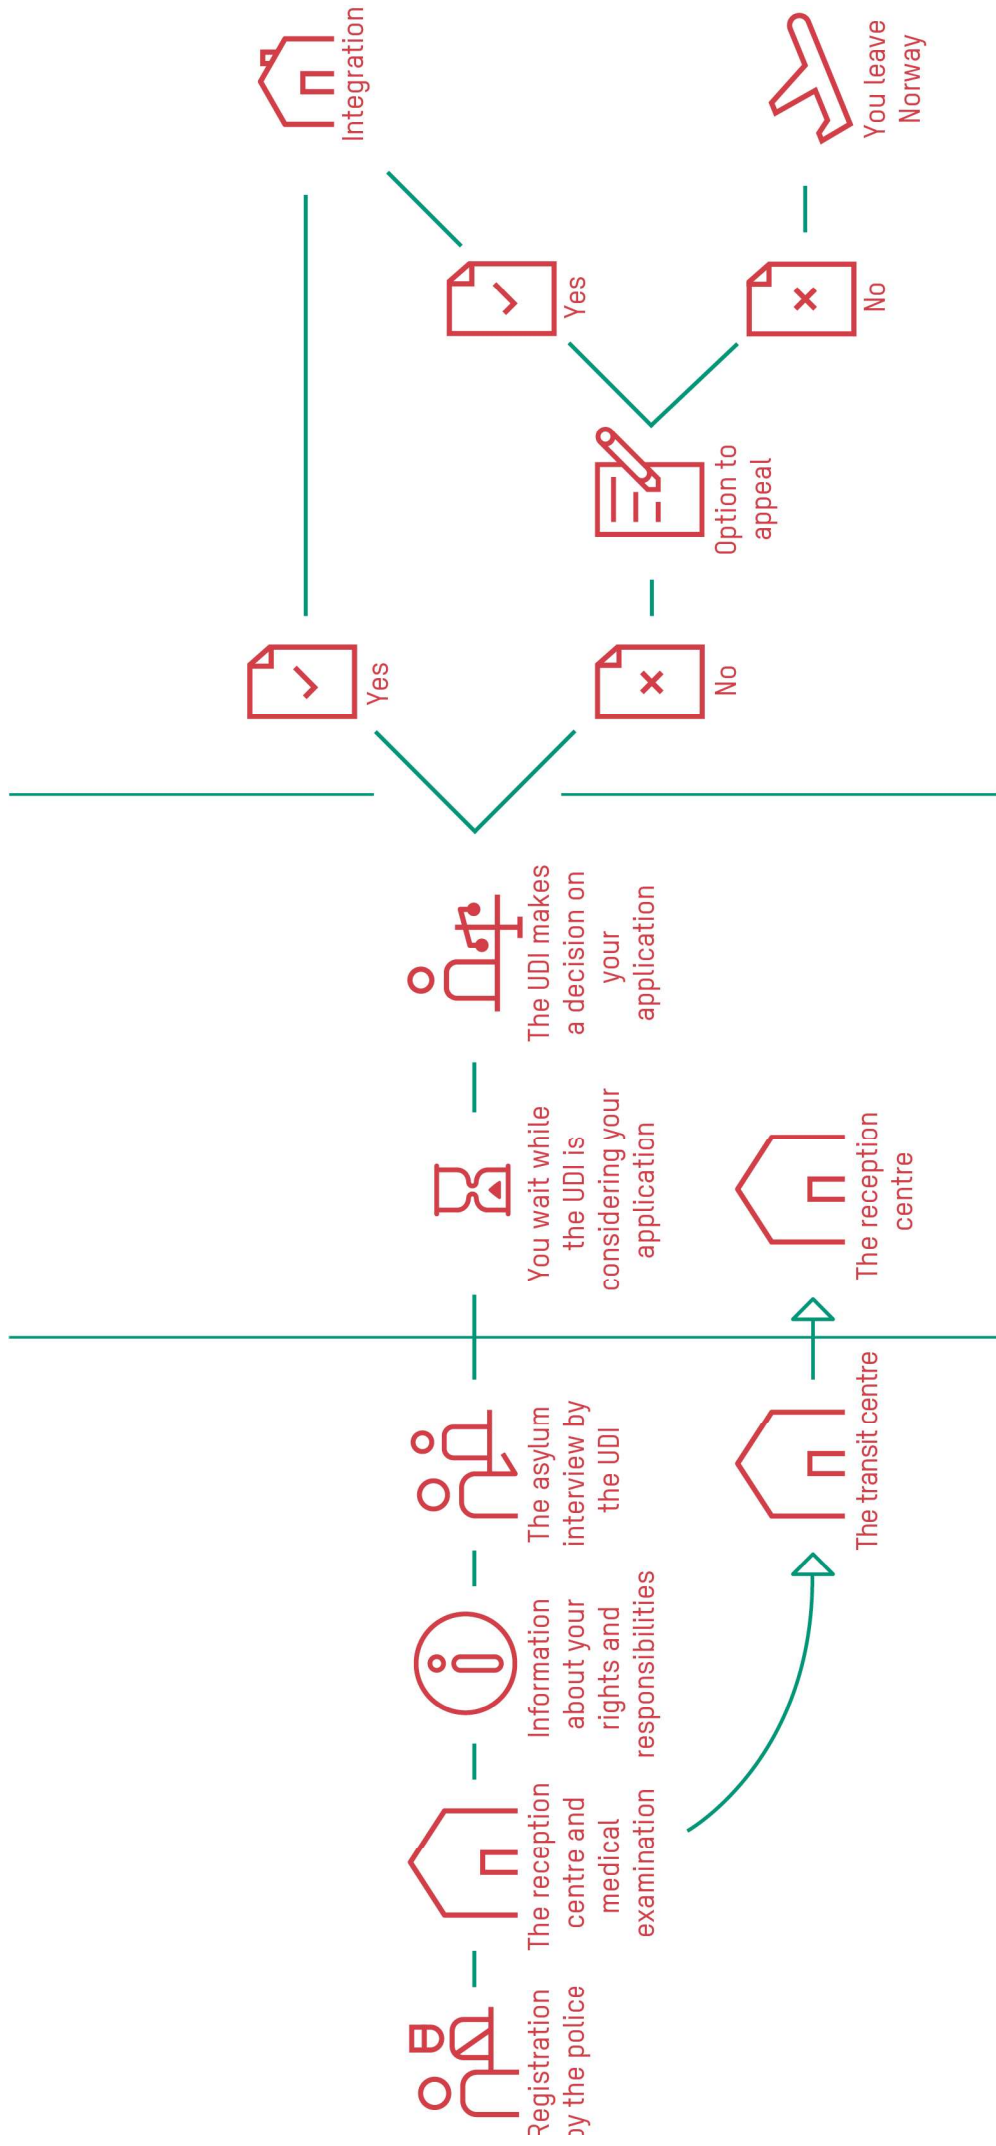 Registration
by the police
The reception
centre and
medical
examination
Information
about your
rights and
responsibilities
The asylum
interview by
the UDI
The transit centre
You wait while
the UDI is
considering your
application
The reception
centre
The UDI makes
a decision on
your
application
Yes
No
Option to
appeal
Yes
No
Integration
You leave
Norway